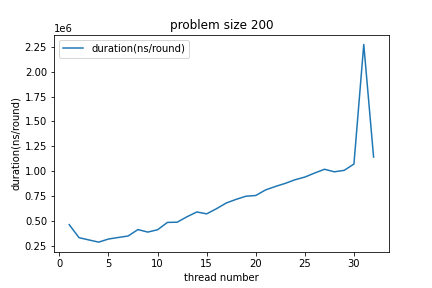 problem size 200
1e6
duration(ns/round)
2.25
2.00
1.75
1.50
1.25
1.00
0.75
0.50
0.25
duration(ns/round)
0 5 10 15 20 25 30
thread number